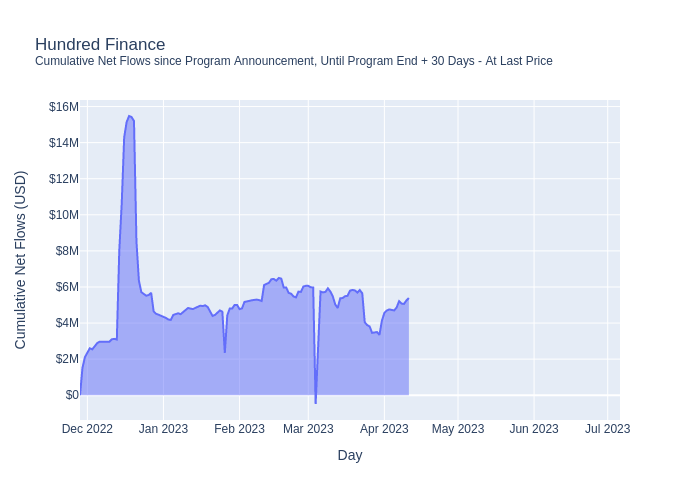 Hundred Finance
Cumulative Net Flows since Program Announcement, Until Program End + 30 Days - At Last Price
Cumulative Net Flows (USD)
$16M
$14M
$12M
$10M
$8M
$6M
$4M
$2M
$0
Dec 2022 Jan 2023 Feb 2023 Mar 2023 Apr 2023 May 2023 Jun 2023 Jul 2023
Day